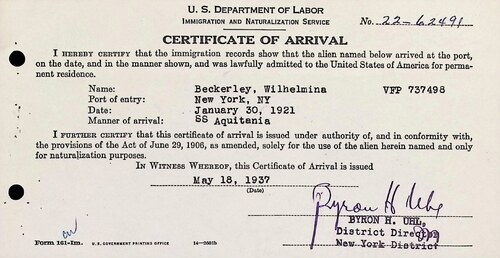 U. S. DEPARTMENT OF LABOR
IMMIGRATION AND NATURALIZATION SERVICE
No. 22-62491
CERTIFICATE OF ARRIVAL
I HEREBY CERTIFY that the immigration records show that the alien named below arrived at the port,
on the date, and in the manner shown, and was lawfully admitted to the United States of America for perma-
nent residence.
Name: Beckerley, Wilhelmina VFP 737498
Port of entry: New York, NY
Date: January 30, 1921
Manner of arrival: SS Aquitania
I FURTHER CERTIFY that this certificate of arrival is issued under authority of, and in conformity with,
the provisions of the Act of June 29, 1906, as amended, solely for the use of the alien herein named and only
for naturalization purposes.
IN WITNESS WHEREOF, this Certificate of Arrival is issued
May 18, 1937
(Date)
Byron H Uhl
BYRON H. UHL,
District Director
New York District
Form 161-Im. U. S. GOVERNMENT PRINTING OFFICE